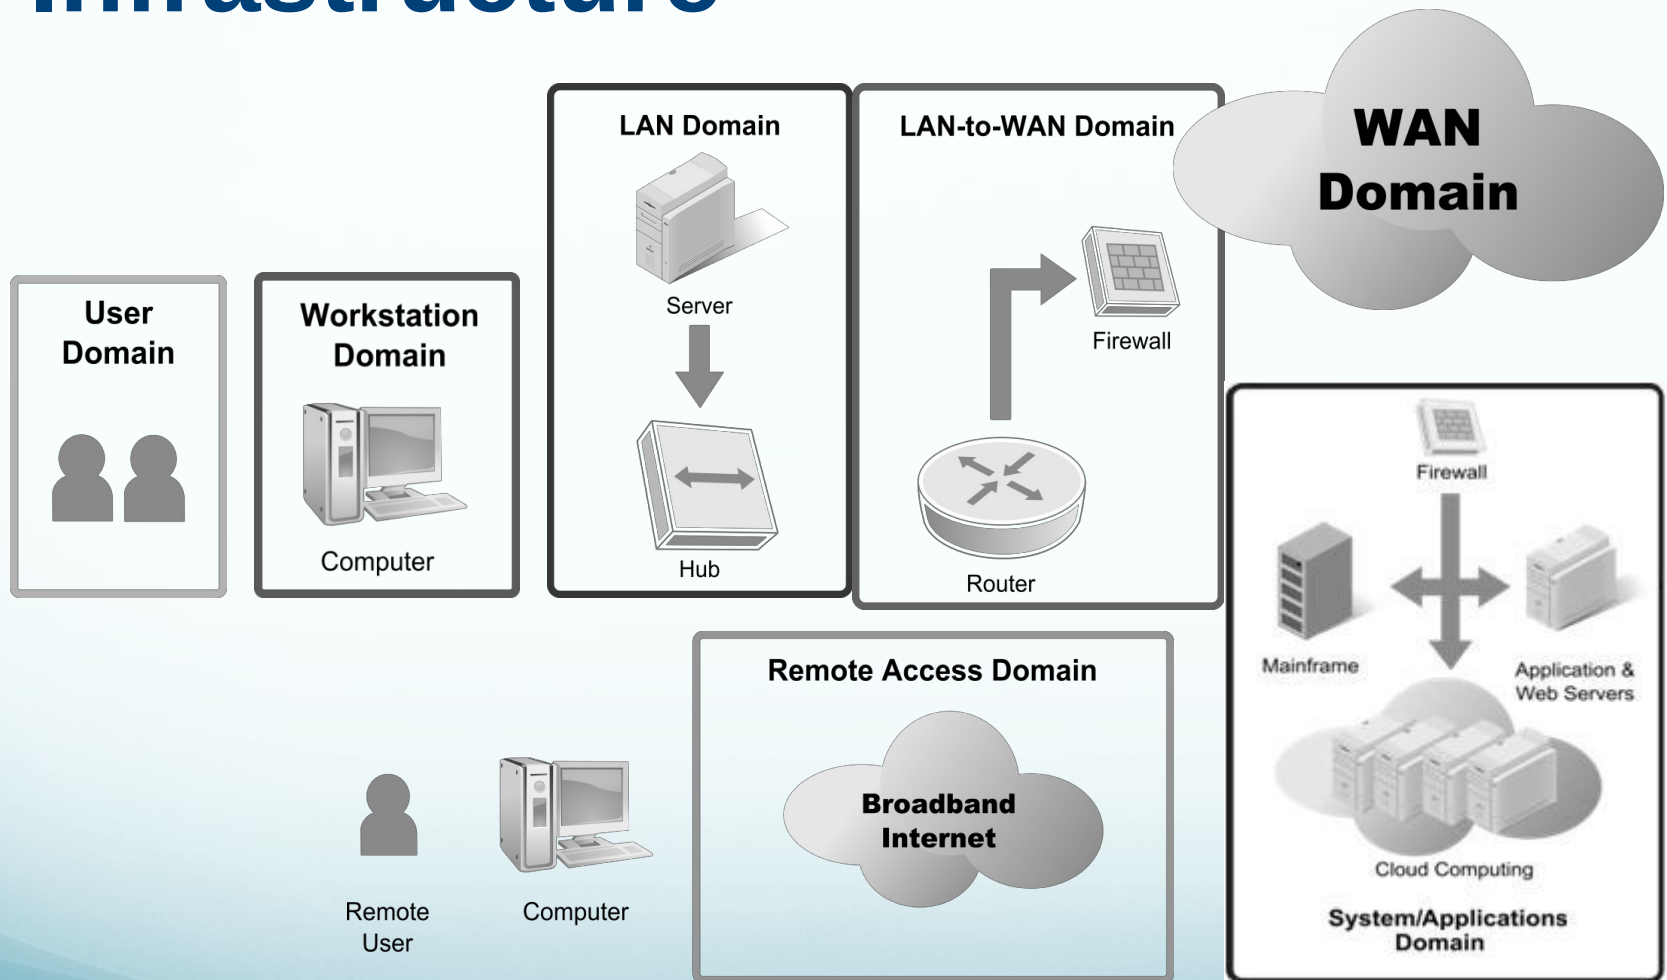 Infrastructure
LAN Domain
Server
Hub
LAN-to-WAN Domain
Firewall
Router
WAN
Domain
User
Domain
Workstation
Domain
Computer
Firewall
Mainframe
Application &
Web Servers
Cloud Computing
System/Applications
Domain
Remote Access Domain
Broadband
Internet
Remote
User
Computer